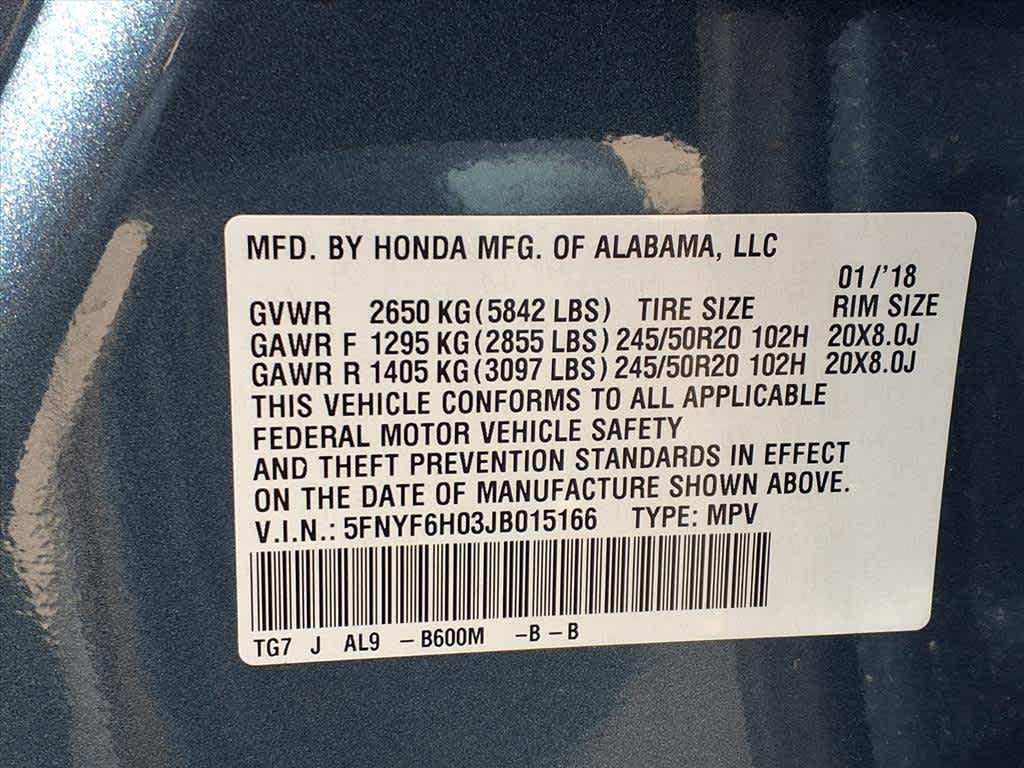 MFD. BY HONDA MFG. OF ALABAMA, LLC
01/'18
GVWR 2650 KG (5842 LBS) TIRE SIZE RIM SIZE
GAWR F 1295 KG (2855 LBS) 245/50R20 102H 20X8.0J
GAWR R 1405 KG (3097 LBS) 245/50R20 102H 20X8.0J
THIS VEHICLE CONFORMS TO ALL APPLICABLE
FEDERAL MOTOR VEHICLE SAFETY
AND THEFT PREVENTION STANDARDS IN EFFECT
ON THE DATE OF MANUFACTURE SHOWN ABOVE.
V.I.N.: 5FNYF6H03JB015166 TYPE: MPV
TG7 J AL9 – B600M –B – B